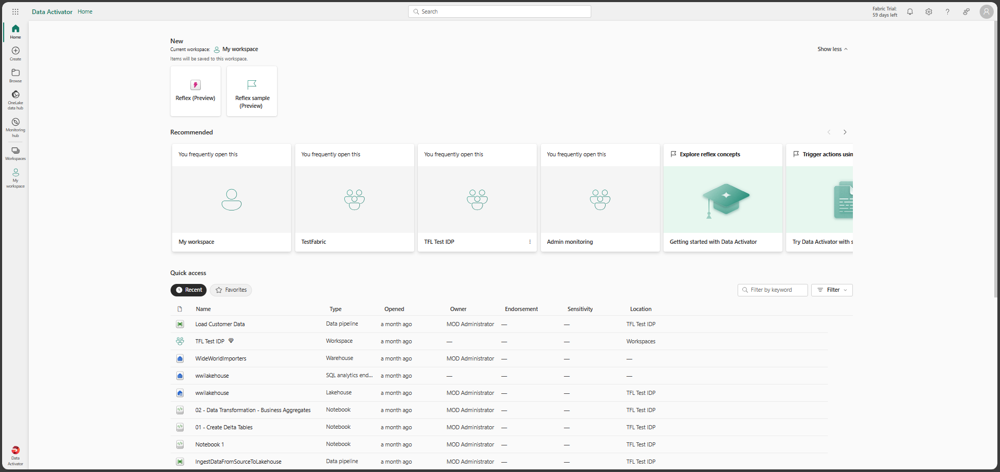 Data Activator Home
Search
Fabric Trial:
59 days left
Home
Create
Browse
OneLake
data hub
Monitoring
hub
Workspaces
My
workspace
Data
Activator
New
Current workspace: My workspace
Items will be saved to this workspace.
Show less
Reflex (Preview)
Reflex sample
(Preview)
Recommended
You frequently open this
My workspace
You frequently open this
TestFabric
You frequently open this
TFL Test IDP
You frequently open this
Admin monitoring
Explore reflex concepts
Getting started with Data Activator
Trigger actions usin
Try Data Activator with s
Quick access
Recent Favorites
Filter by keyword Filter
Name Type Opened Owner Endorsement Sensitivity Location
Load Customer Data Data pipeline a month ago MOD Administrator — — TFL Test IDP
TFL Test IDP Workspace a month ago — — — Workspaces
WideWorldImporters Warehouse a month ago MOD Administrator — — —
wwilakehouse SQL analytics end... a month ago — — — —
wwilakehouse Lakehouse a month ago MOD Administrator — — TFL Test IDP
02 - Data Transformation - Business Aggregates Notebook a month ago MOD Administrator — — TFL Test IDP
01 - Create Delta Tables Notebook a month ago MOD Administrator — — TFL Test IDP
Notebook 1 Notebook a month ago MOD Administrator — — TFL Test IDP
IngestDataFromSourceToLakehouse Data pipeline a month ago MOD Administrator — — TFL Test IDP